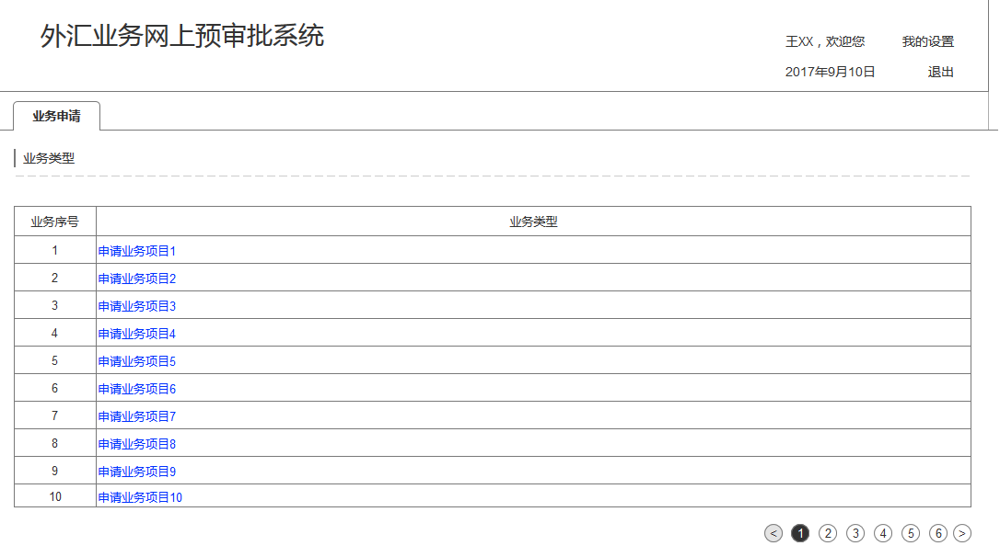 外汇业务网上预审批系统
王XX，欢迎您 我的设置
2017年9月10日 退出
业务申请
业务类型
业务序号 业务类型
1 申请业务项目1
2 申请业务项目2
3 申请业务项目3
4 申请业务项目4
5 申请业务项目5
6 申请业务项目6
7 申请业务项目7
8 申请业务项目8
9 申请业务项目9
10 申请业务项目10
< 1 2 3 4 5 6 >